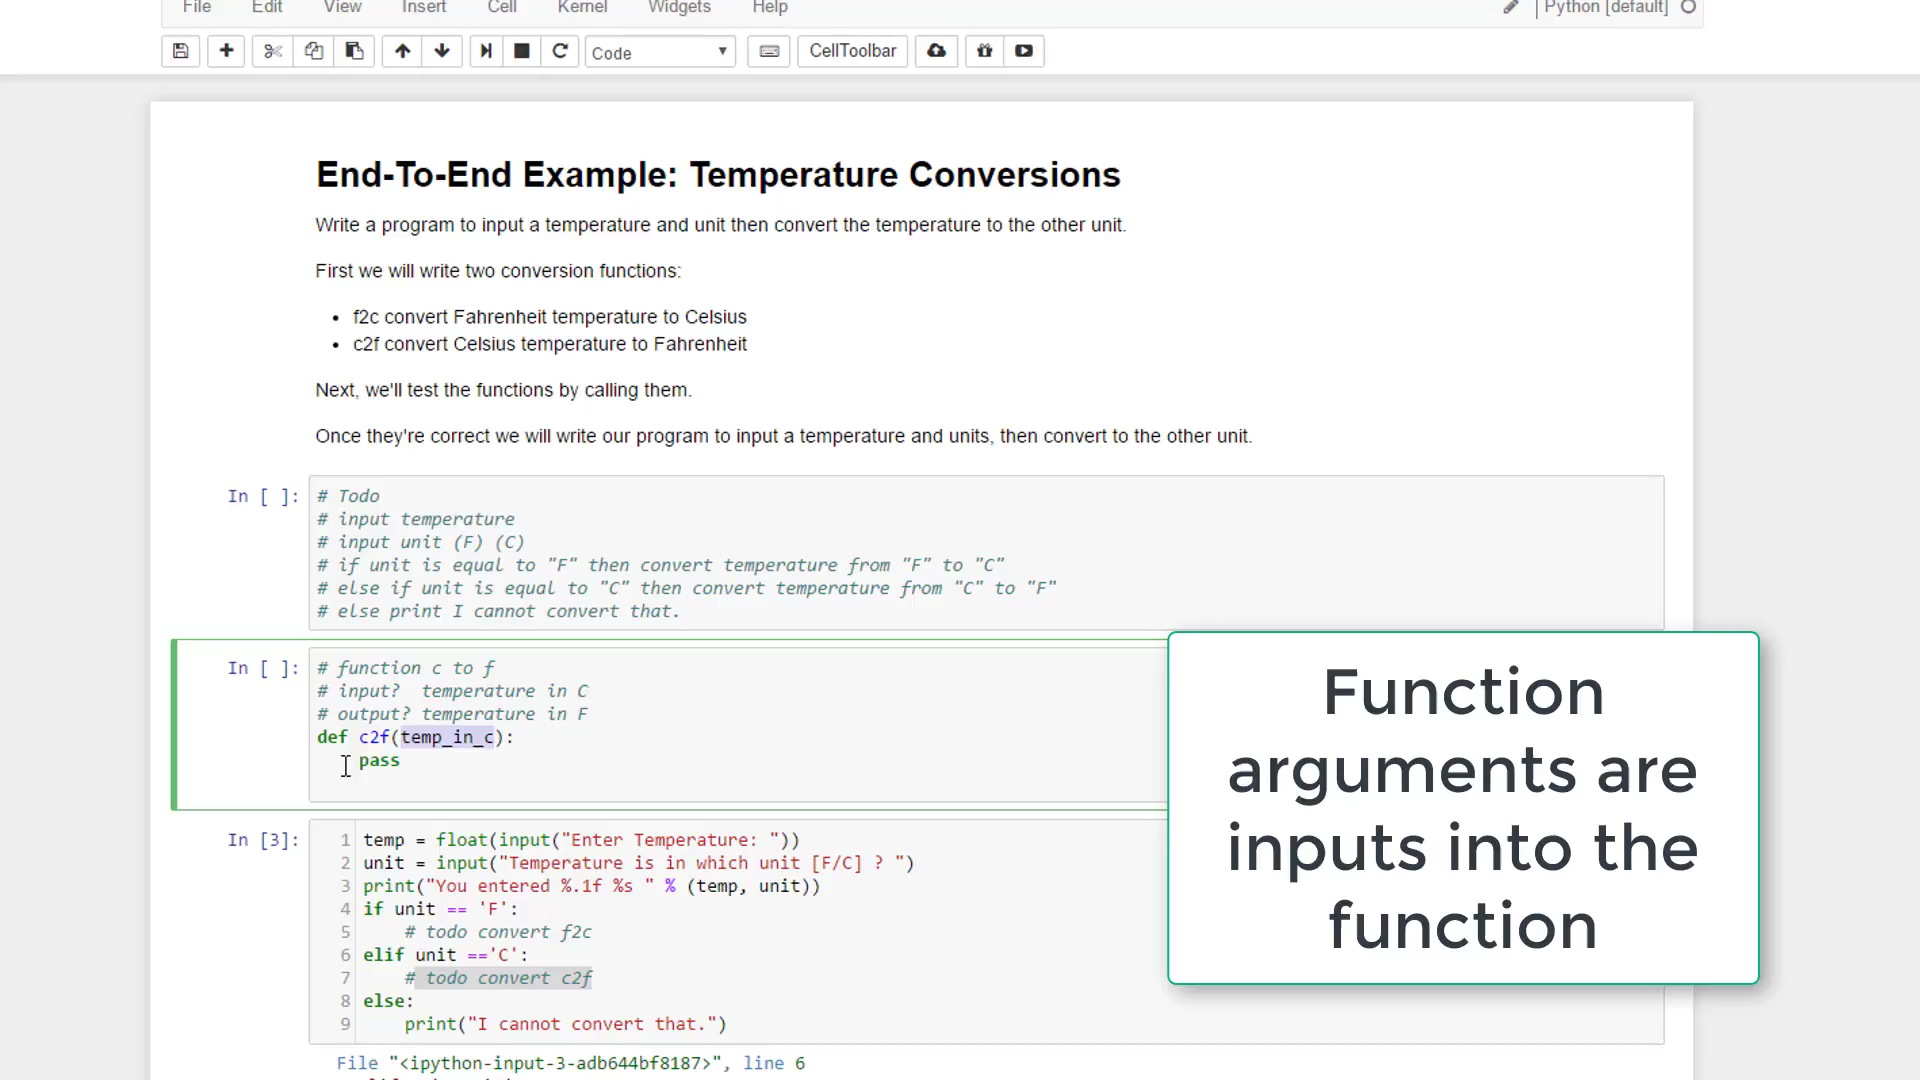 File Edit View Insert Cell Kernel Widgets Help Python [default]
Code CellToolbar
End-To-End Example: Temperature Conversions
Write a program to input a temperature and unit then convert the temperature to the other unit.
First we will write two conversion functions:
• f2c convert Fahrenheit temperature to Celsius
• c2f convert Celsius temperature to Fahrenheit
Next, we'll test the functions by calling them.
Once they're correct we will write our program to input a temperature and units, then convert to the other unit.
In [ ]: # Todo
# input temperature
# input unit (F) (C)
# if unit is equal to "F" then convert temperature from "F" to "C"
# else if unit is equal to "C" then convert temperature from "C" to "F"
# else print I cannot convert that.
In [ ]: # function c to f
# input?  temperature in C
# output? temperature in F
def c2f(temp_in_c):
    pass
In [3]: 1 temp = float(input("Enter Temperature: "))
2 unit = input("Temperature is in which unit [F/C] ? ")
3 print("You entered %.1f %s " % (temp, unit))
4 if unit == 'F':
5     # todo convert f2c
6 elif unit =='C':
7     # todo convert c2f
8 else:
9     print("I cannot convert that.")
File "<ipython-input-3-adb644bf8187>", line 6
Function
arguments are
inputs into the
function